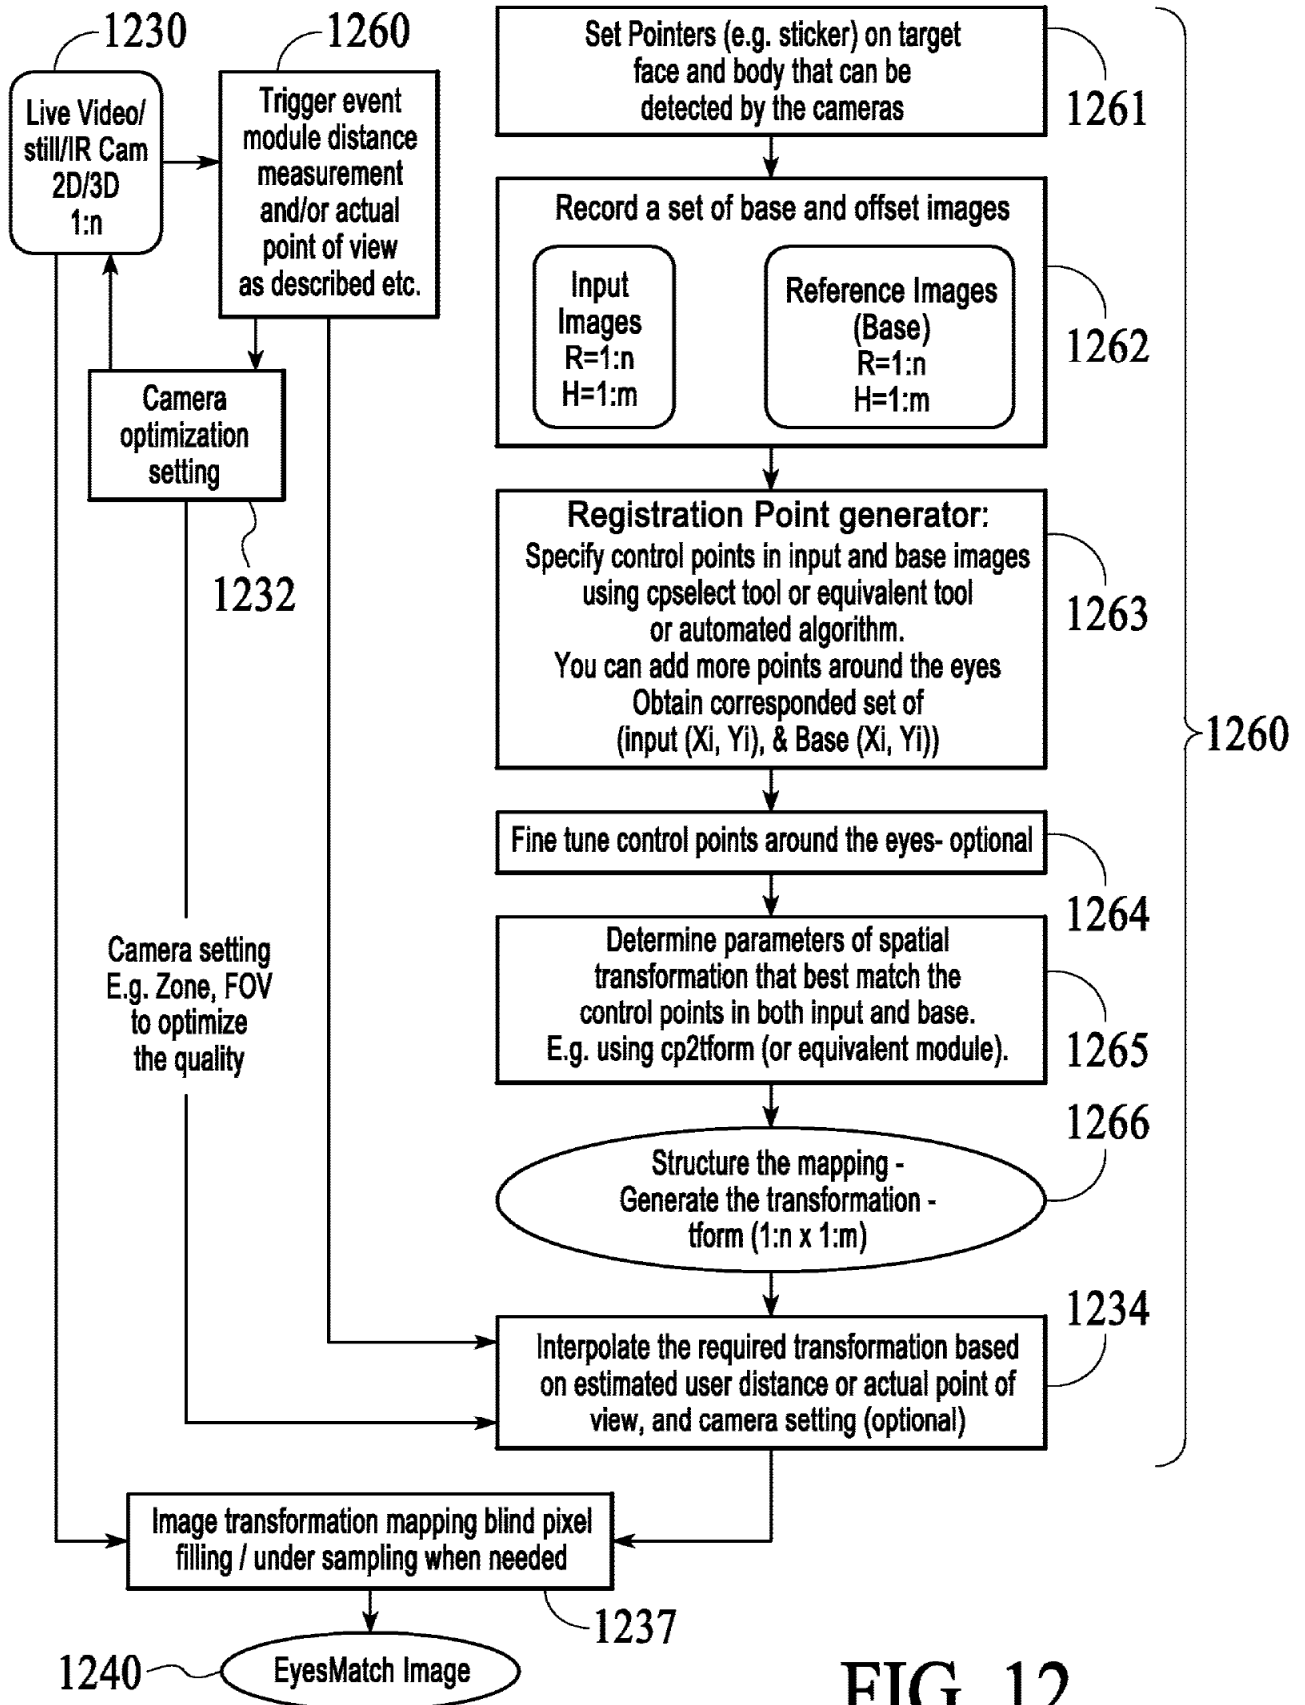 1230
1260
Live Video/
still/IR Cam
2D/3D
1:n
Trigger event
module distance
measurement
and/or actual
point of view
as described etc.
Camera
optimization
setting
1232
Camera setting
E.g. Zone, FOV
to optimize
the quality
Set Pointers (e.g. sticker) on target
face and body that can be
detected by the cameras
1261
Record a set of base and offset images
Input
Images
R=1:n
H=1:m
Reference Images
(Base)
R=1:n
H=1:m
1262
Registration Point generator:
Specify control points in input and base images
using cpselect tool or equivalent tool
or automated algorithm.
You can add more points around the eyes
Obtain corresponded set of
(input (Xi, Yi), & Base (Xi, Yi))
1263
1260
Fine tune control points around the eyes- optional
1264
Determine parameters of spatial
transformation that best match the
control points in both input and base.
E.g. using cp2tform (or equivalent module).
1265
1266
Structure the mapping -
Generate the transformation -
tform (1:n x 1:m)
1234
Interpolate the required transformation based
on estimated user distance or actual point of
view, and camera setting (optional)
Image transformation mapping blind pixel
filling / under sampling when needed
1237
1240
EyesMatch Image
FIG. 12